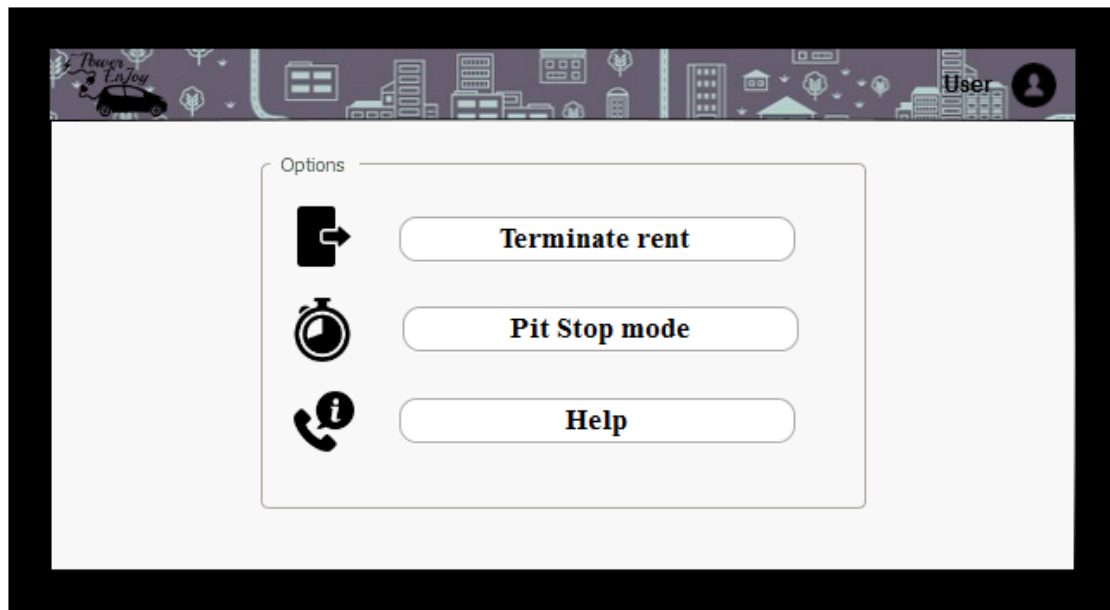 Power
EnJoy
User
Options
Terminate rent
Pit Stop mode
Help